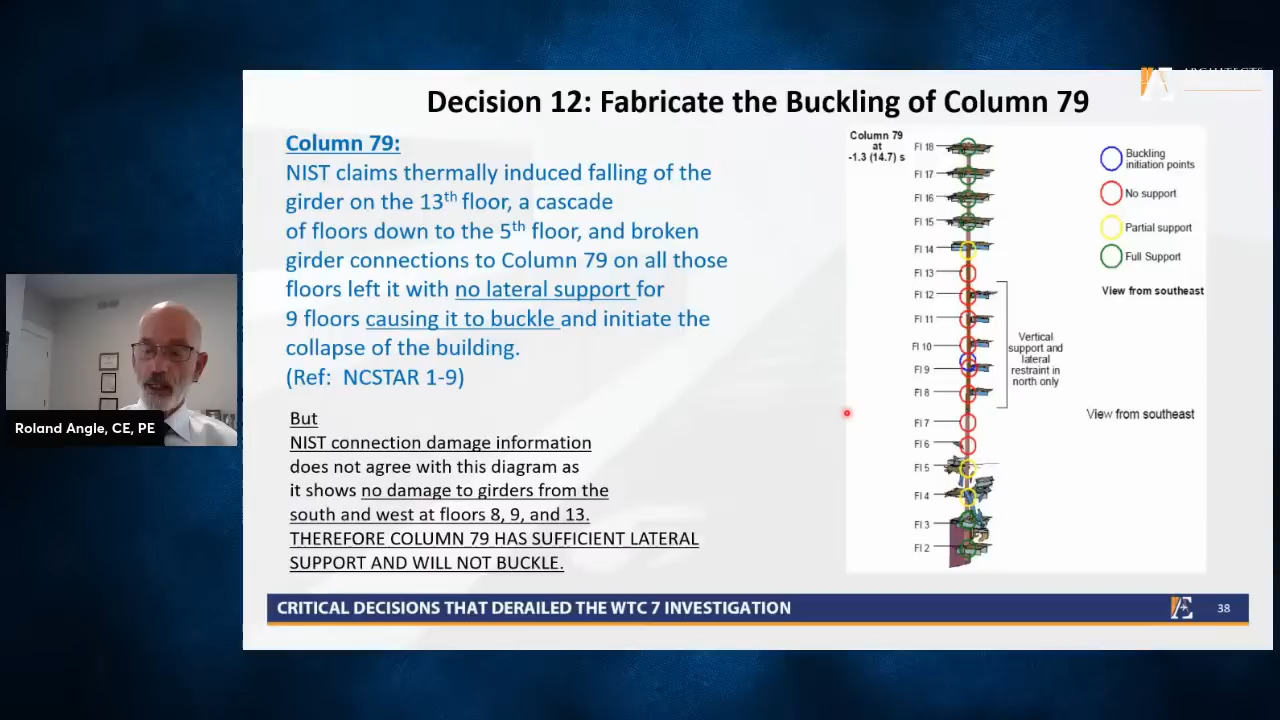 Decision 12: Fabricate the Buckling of Column 79
Column 79:
NIST claims thermally induced falling of the
girder on the 13th floor, a cascade
of floors down to the 5th floor, and broken
girder connections to Column 79 on all those
floors left it with no lateral support for
9 floors causing it to buckle and initiate the
collapse of the building.
(Ref: NCSTAR 1-9)
But
NIST connection damage information
does not agree with this diagram as
it shows no damage to girders from the
south and west at floors 8, 9, and 13.
THEREFORE COLUMN 79 HAS SUFFICIENT LATERAL
SUPPORT AND WILL NOT BUCKLE.
Column 79
at
-1.3 (14.7) s
Fl 18
Fl 17
Fl 16
Fl 15
Fl 14
Fl 13
Fl 12
Fl 11
Fl 10
Fl 9
Fl 8
Fl 7
Fl 6
Fl 5
Fl 4
Fl 3
Fl 2
Vertical
support and
lateral
restraint in
north only
Buckling
initiation points
No support
Partial support
Full Support
View from southeast
View from southeast
Roland Angle, CE, PE
CRITICAL DECISIONS THAT DERAILED THE WTC 7 INVESTIGATION
38